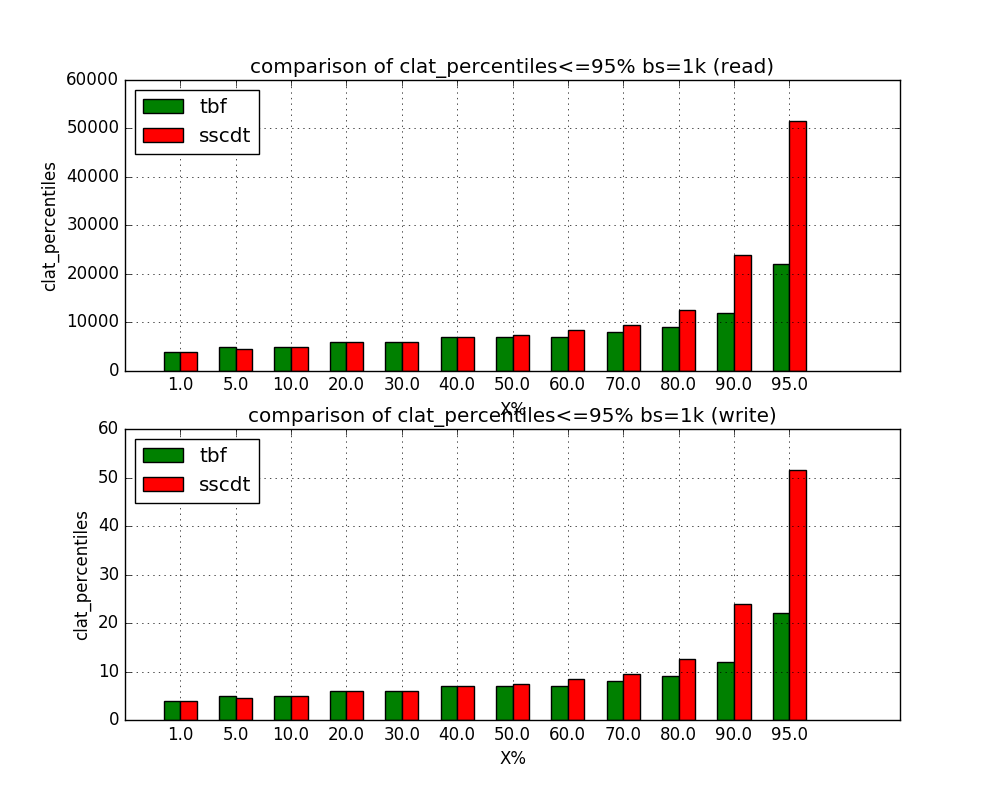 comparison of clat_percentiles<=95% bs=1k (read)
60000
50000
40000
30000
20000
10000
0
clat_percentiles
tbf
sscdt
1.0 5.0 10.0 20.0 30.0 40.0 50.0 60.0 70.0 80.0 90.0 95.0
X%
comparison of clat_percentiles<=95% bs=1k (write)
60
50
40
30
20
10
0
clat_percentiles
tbf
sscdt
1.0 5.0 10.0 20.0 30.0 40.0 50.0 60.0 70.0 80.0 90.0 95.0
X%